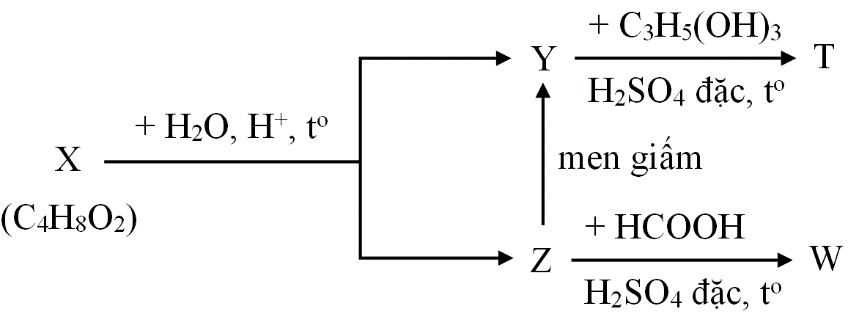 + C₃H₅(OH)₃
Y
T
H₂SO₄ đặc, tᵒ
+ H₂O, H⁺, tᵒ
X
men giấm
(C₄H₈O₂)
+ HCOOH
Z
W
H₂SO₄ đặc, tᵒ